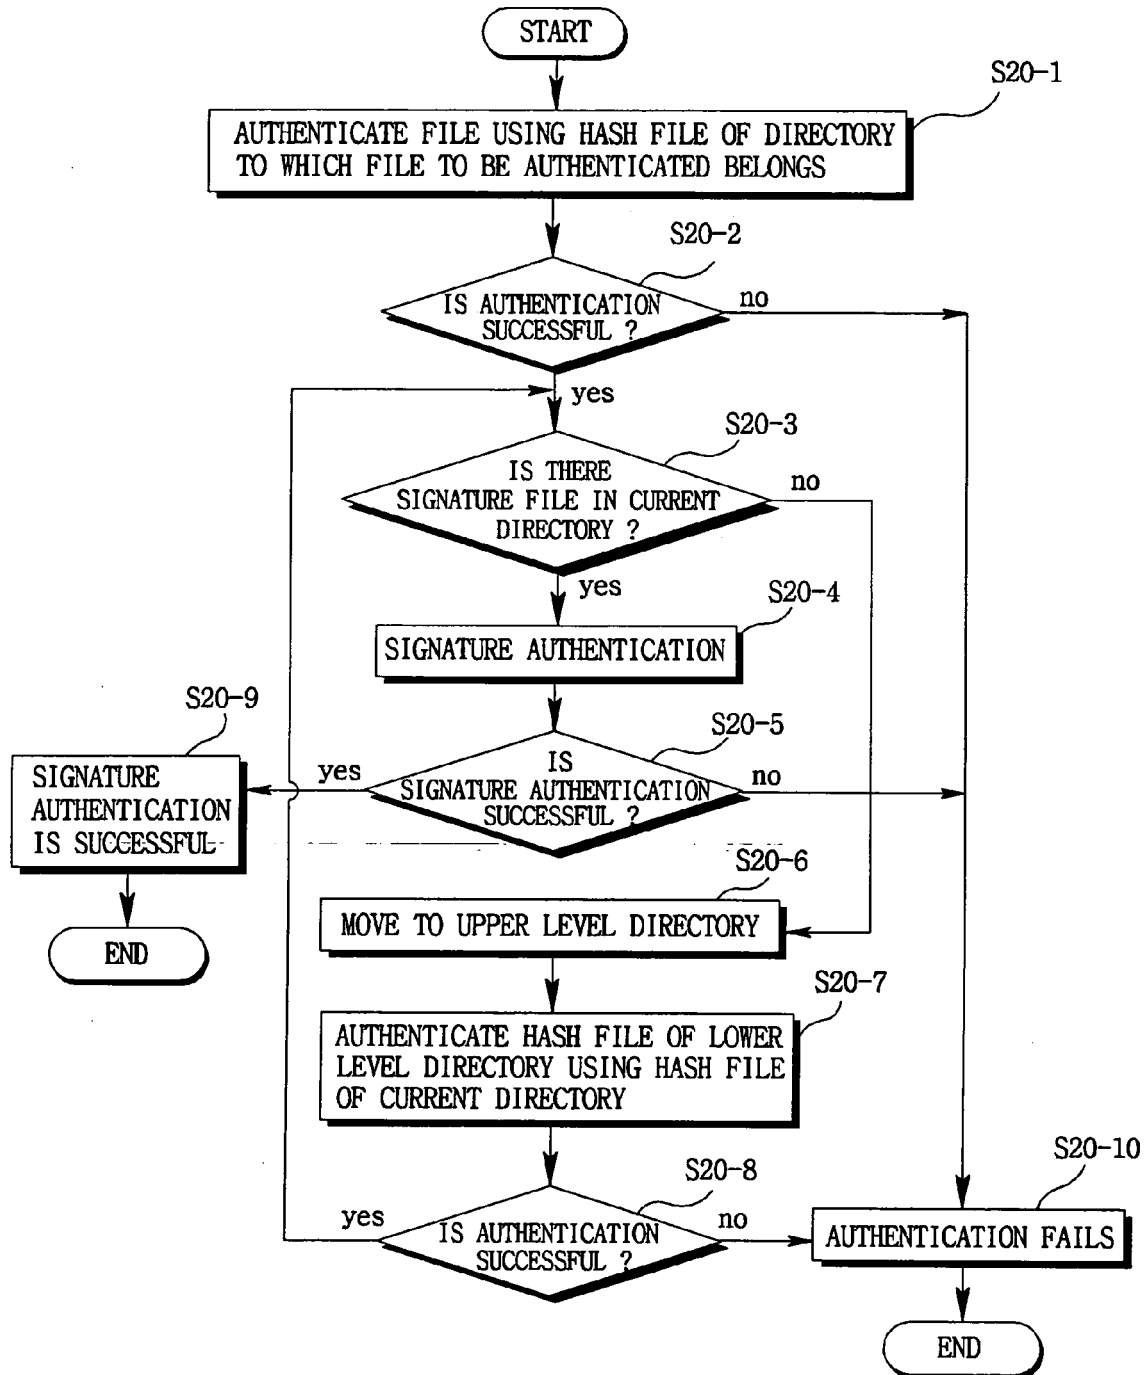 START
S20-1
AUTHENTICATE FILE USING HASH FILE OF DIRECTORY
TO WHICH FILE TO BE AUTHENTICATED BELONGS
S20-2
IS AUTHENTICATION
SUCCESSFUL ?
no
yes
S20-3
IS THERE
SIGNATURE FILE IN CURRENT
DIRECTORY ?
no
yes
S20-4
SIGNATURE AUTHENTICATION
S20-9
SIGNATURE
AUTHENTICATION
IS SUCCESSFUL
END
S20-5
yes
IS
SIGNATURE AUTHENTICATION
SUCCESSFUL ?
no
S20-6
MOVE TO UPPER LEVEL DIRECTORY
S20-7
AUTHENTICATE HASH FILE OF LOWER
LEVEL DIRECTORY USING HASH FILE
OF CURRENT DIRECTORY
S20-8
yes
IS AUTHENTICATION
SUCCESSFUL ?
no
S20-10
AUTHENTICATION FAILS
END